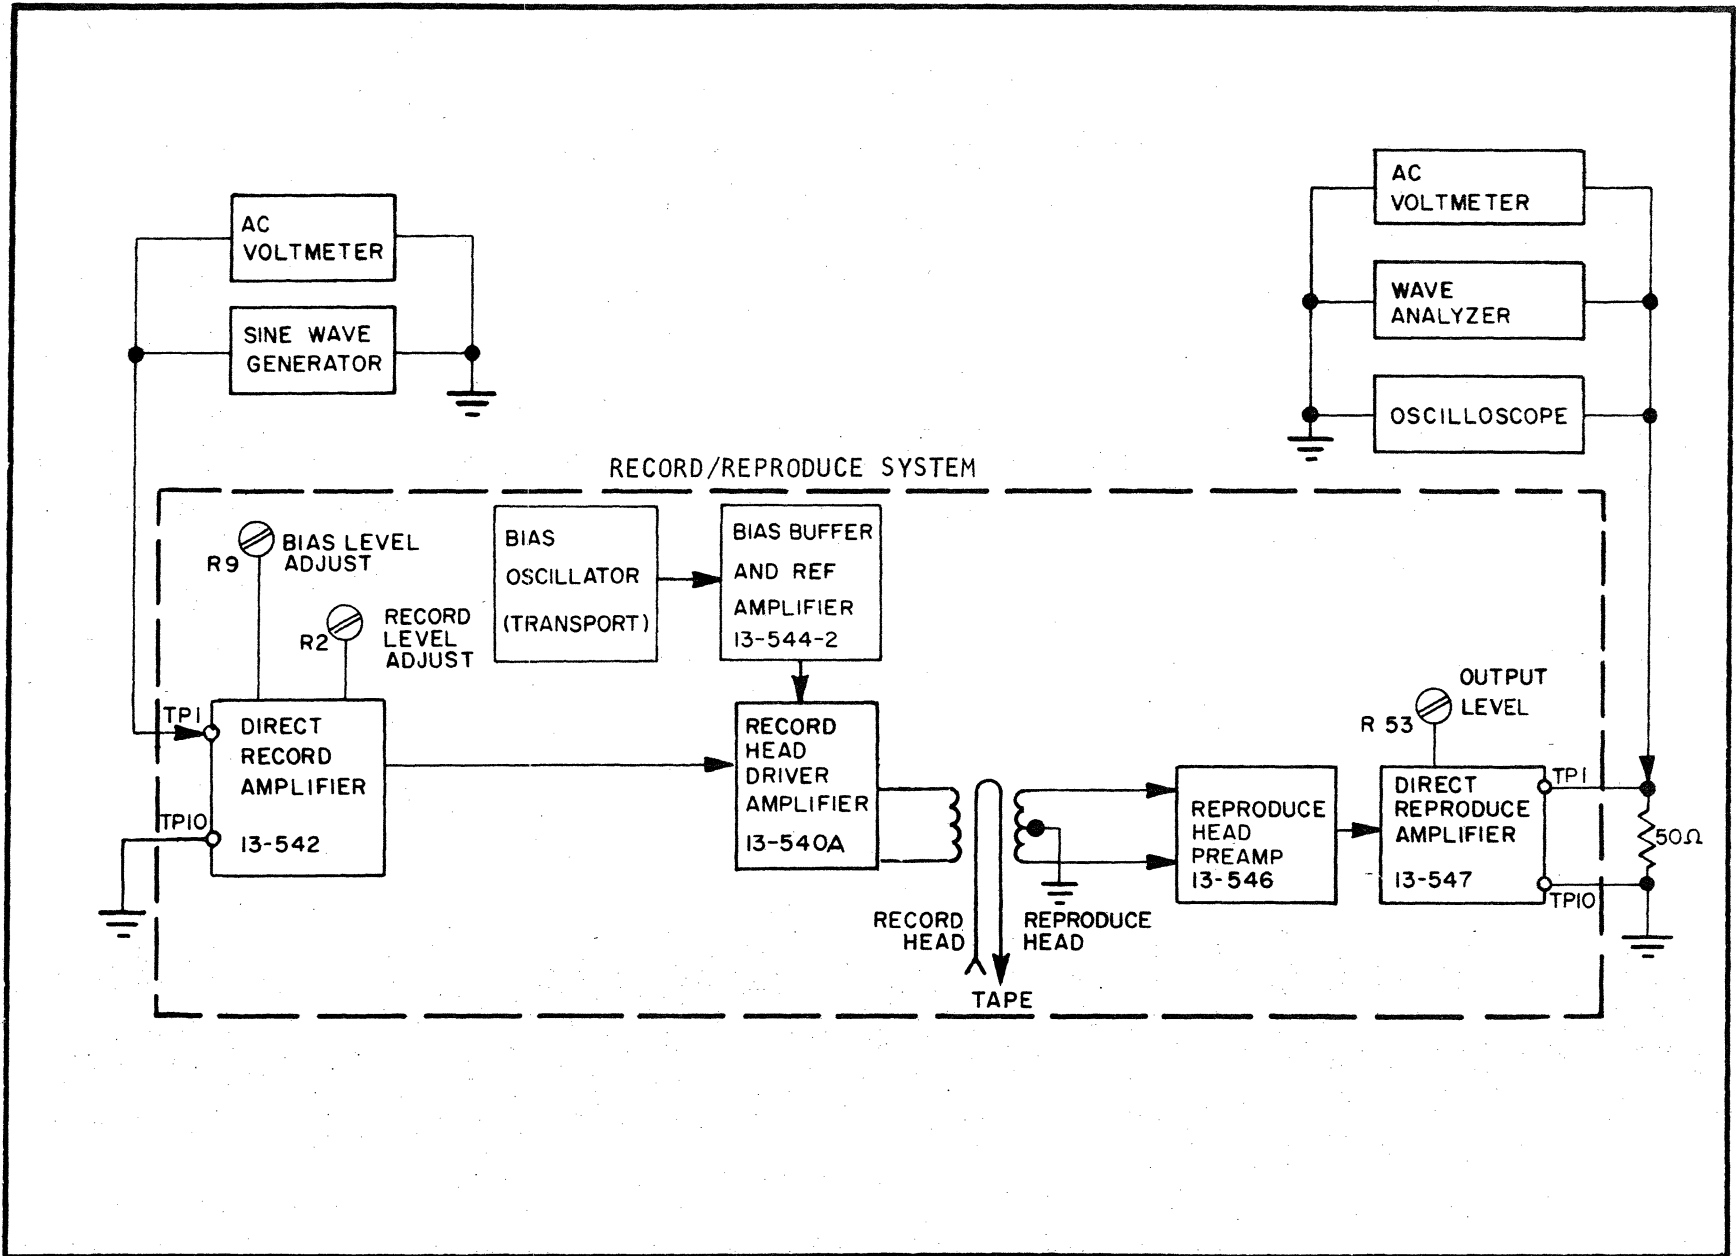 AC
VOLTMETER
SINE WAVE
GENERATOR
AC
VOLTMETER
WAVE
ANALYZER
OSCILLOSCOPE
RECORD/REPRODUCE SYSTEM
R9
BIAS LEVEL
ADJUST
R2
RECORD
LEVEL
ADJUST
BIAS
OSCILLATOR
(TRANSPORT)
BIAS BUFFER
AND REF
AMPLIFIER
13-544-2
TP1
TP10
DIRECT
RECORD
AMPLIFIER
13-542
RECORD
HEAD
DRIVER
AMPLIFIER
13-540A
RECORD
HEAD
REPRODUCE
HEAD
TAPE
REPRODUCE
HEAD
PREAMP
13-546
R 53
OUTPUT
LEVEL
DIRECT
REPRODUCE
AMPLIFIER
13-547
TP1
TP10
50Ω